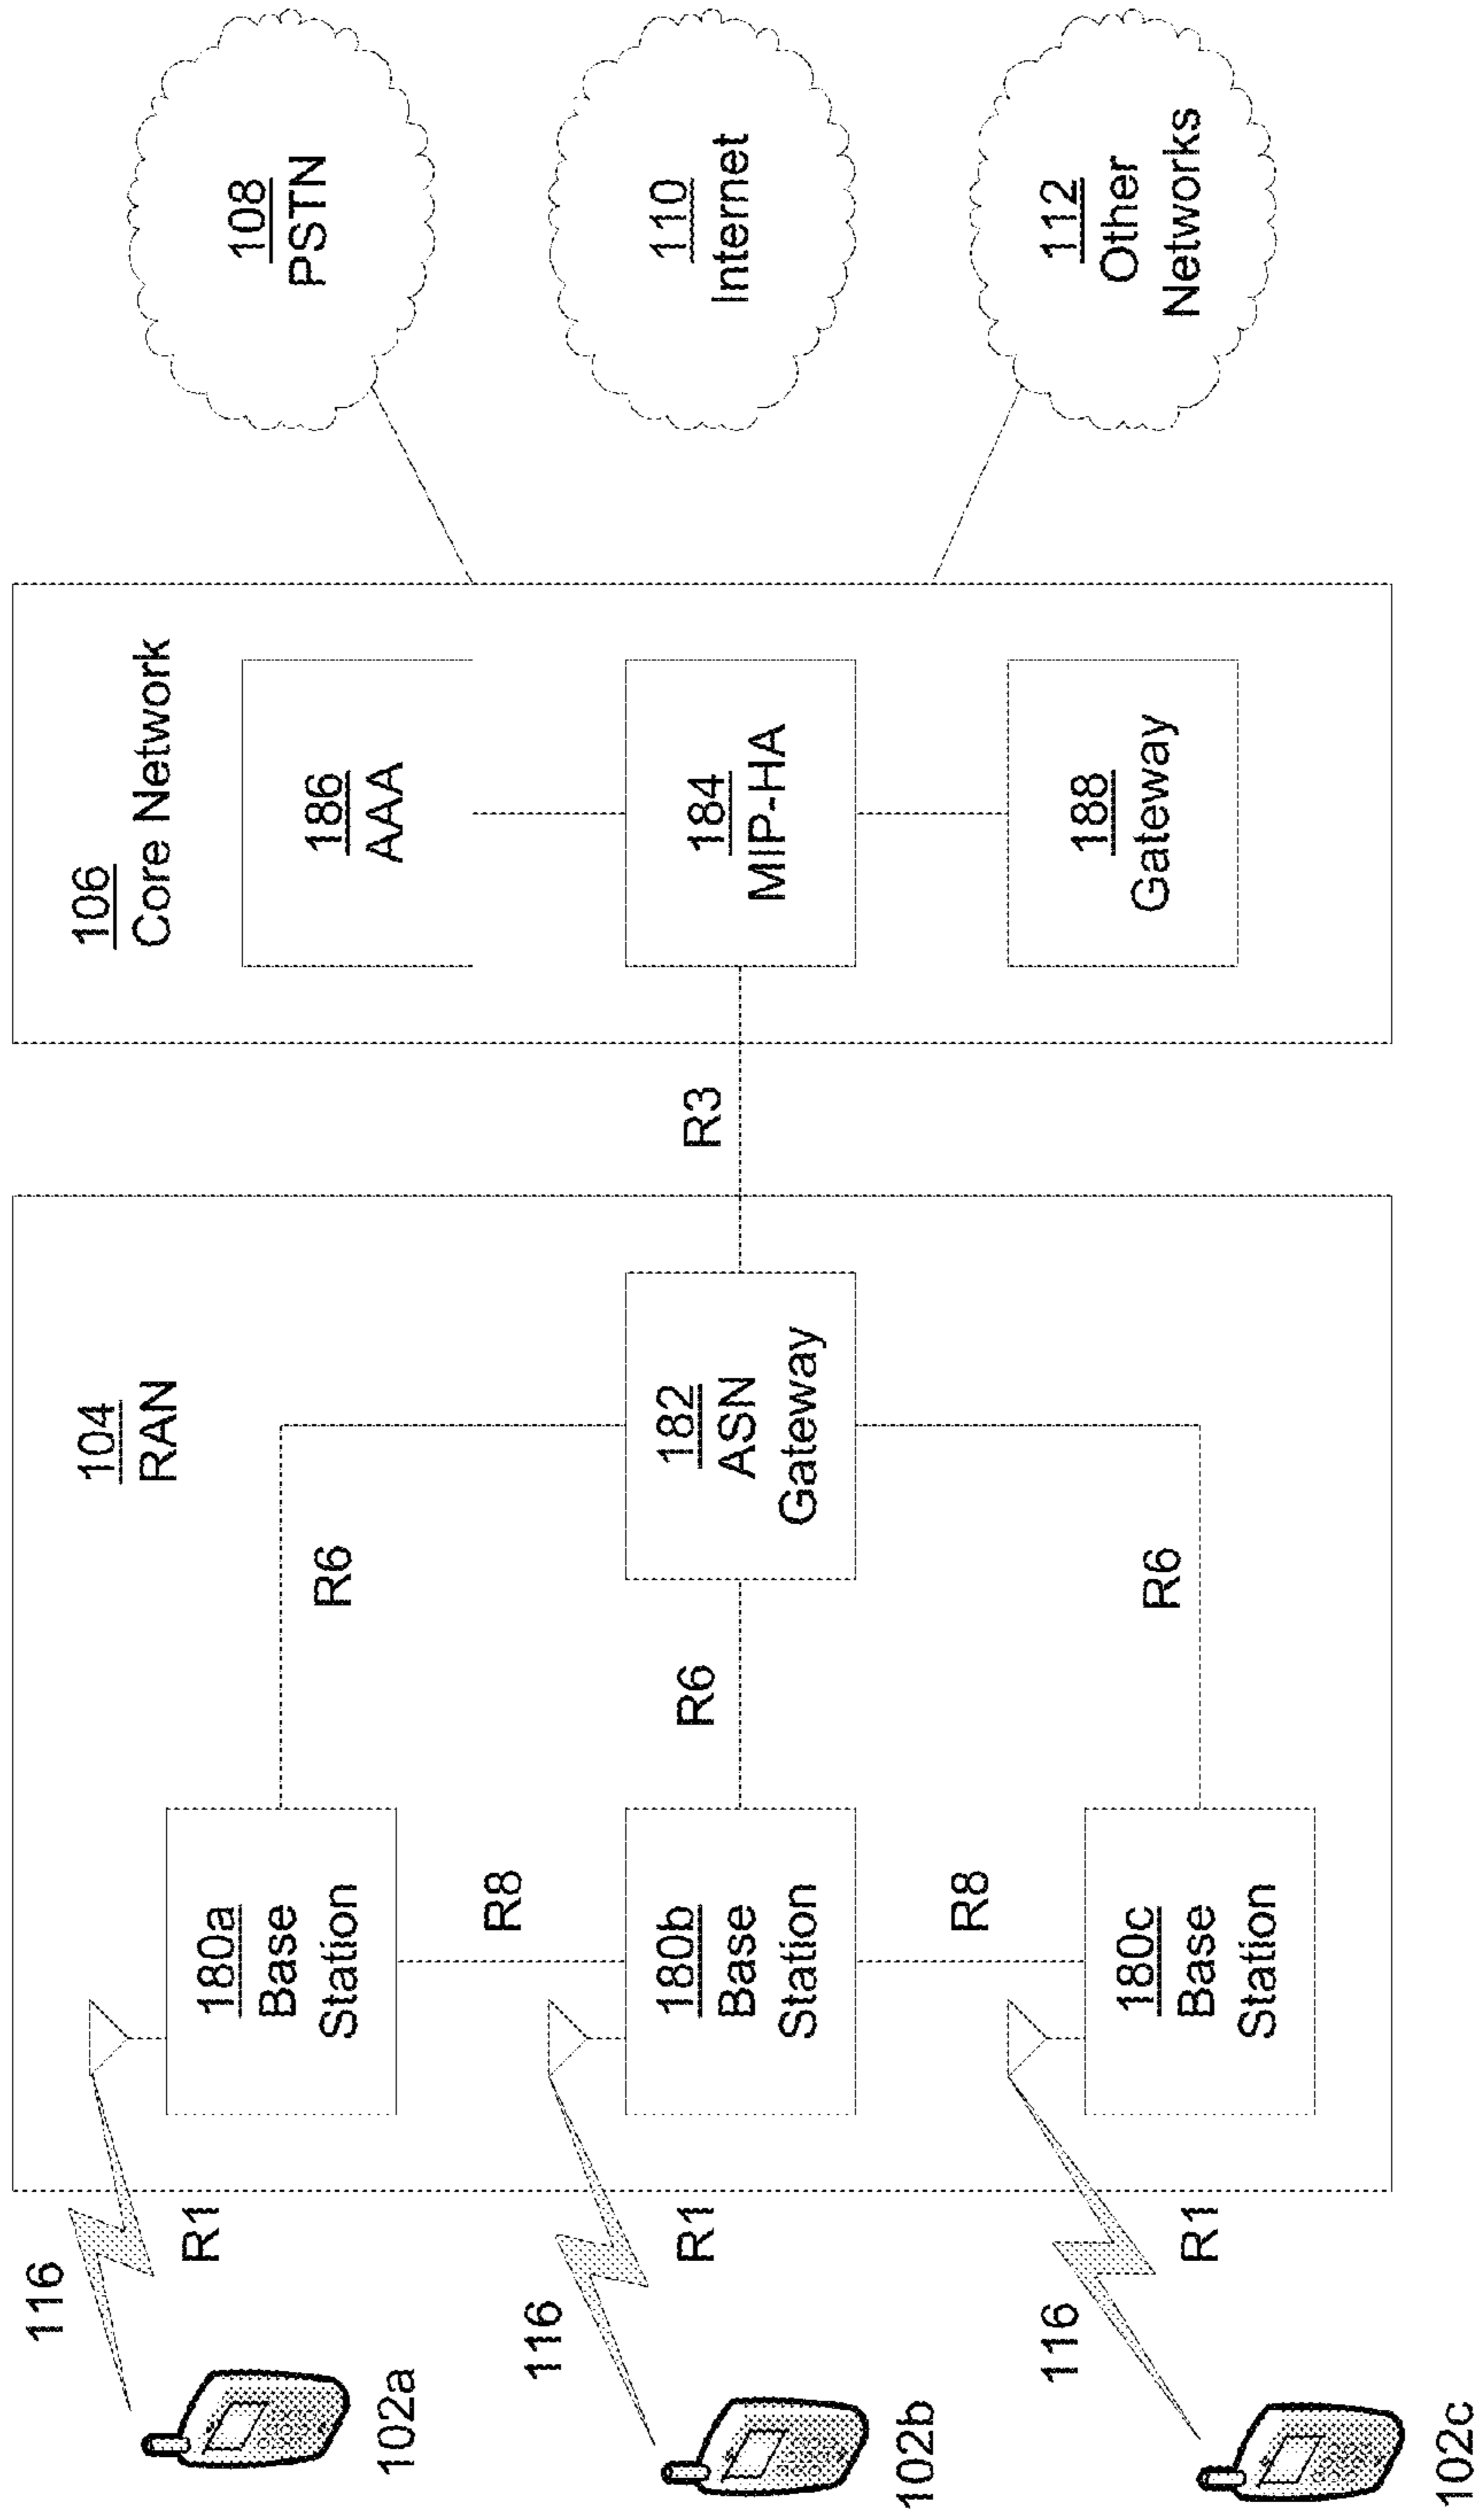 106
Core Network
108
PSTN
186
AAA
104
RAN
R6
116
R1
180a
Base
Station
102a
R8
110
Internet
184
MIP-HA
R3
182
ASN
Gateway
R6
116
R1
180b
Base
Station
102b
R8
112
Other
Networks
188
Gateway
R6
116
R1
180c
Base
Station
102c